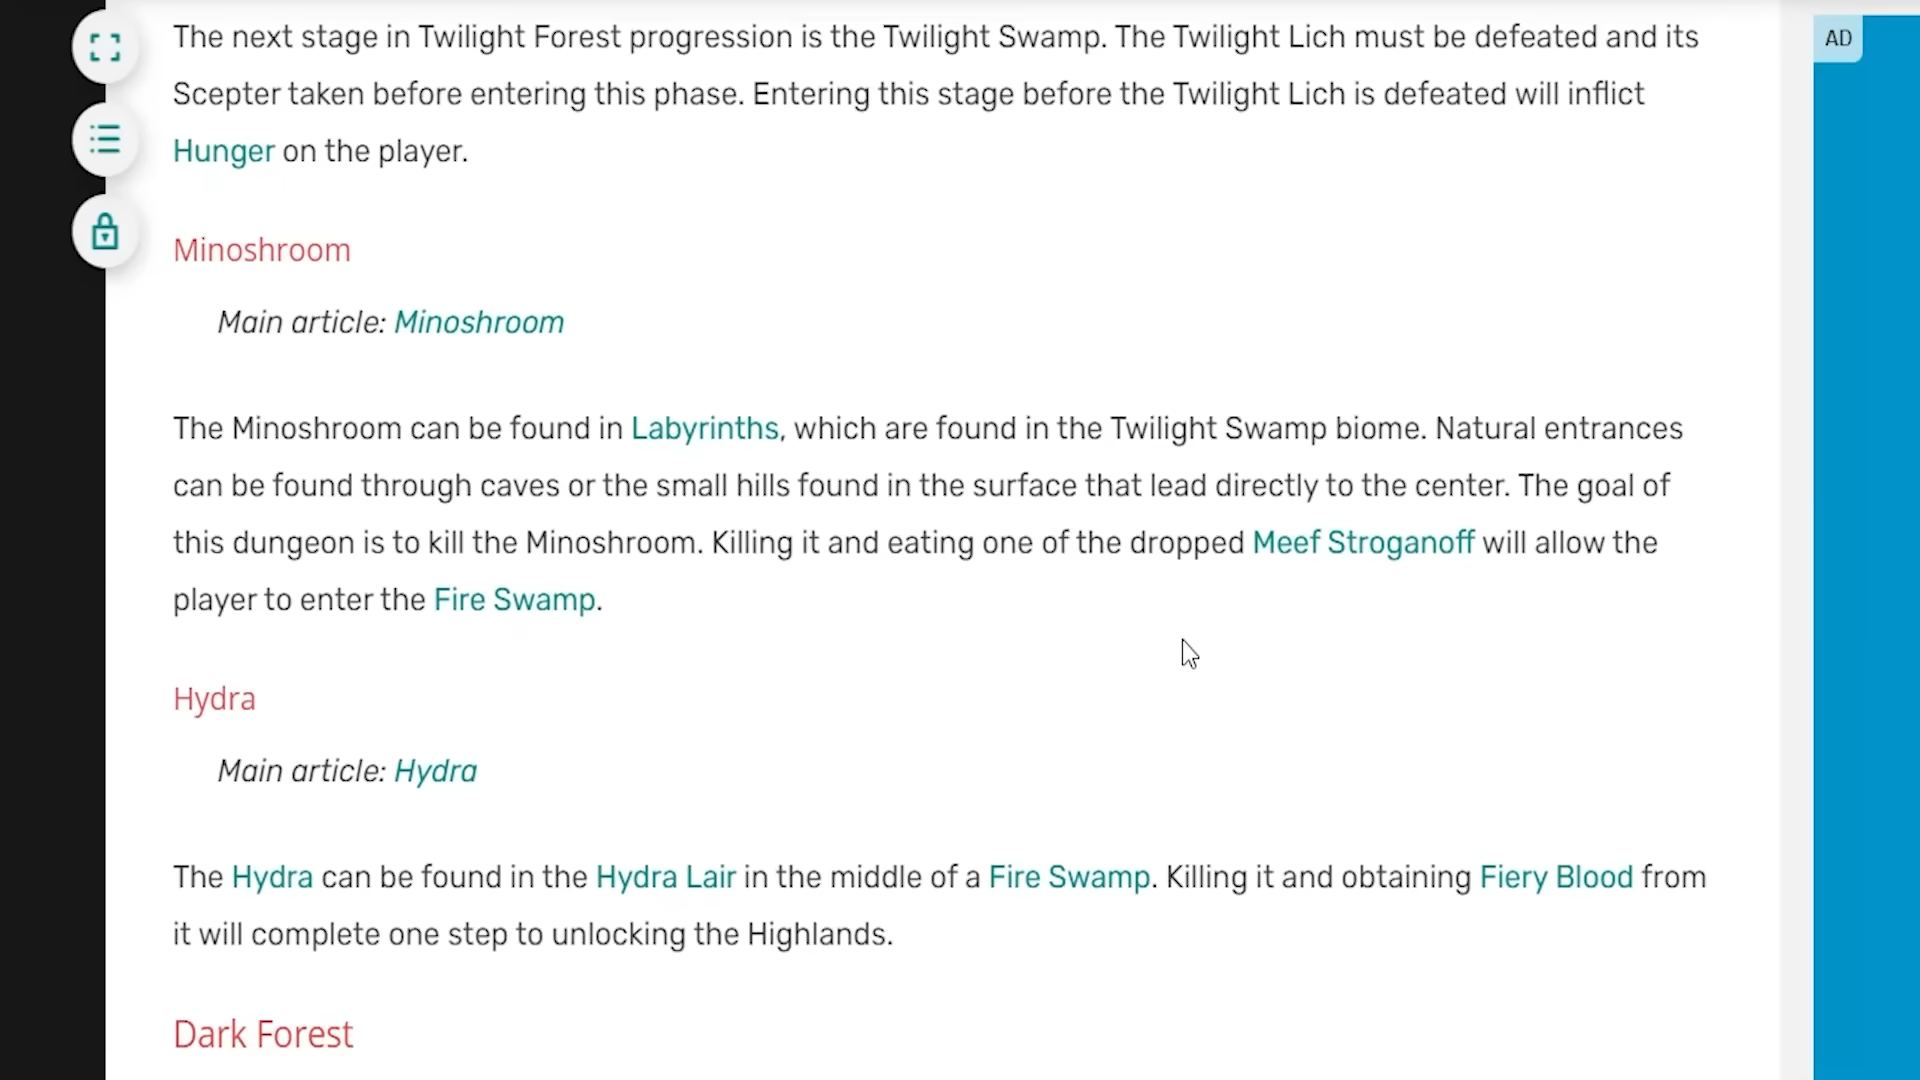 The next stage in Twilight Forest progression is the Twilight Swamp. The Twilight Lich must be defeated and its
Scepter taken before entering this phase. Entering this stage before the Twilight Lich is defeated will inflict
Hunger on the player.
Minoshroom
Main article: Minoshroom
The Minoshroom can be found in Labyrinths, which are found in the Twilight Swamp biome. Natural entrances
can be found through caves or the small hills found in the surface that lead directly to the center. The goal of
this dungeon is to kill the Minoshroom. Killing it and eating one of the dropped Meef Stroganoff will allow the
player to enter the Fire Swamp.
Hydra
Main article: Hydra
The Hydra can be found in the Hydra Lair in the middle of a Fire Swamp. Killing it and obtaining Fiery Blood from
it will complete one step to unlocking the Highlands.
Dark Forest
AD